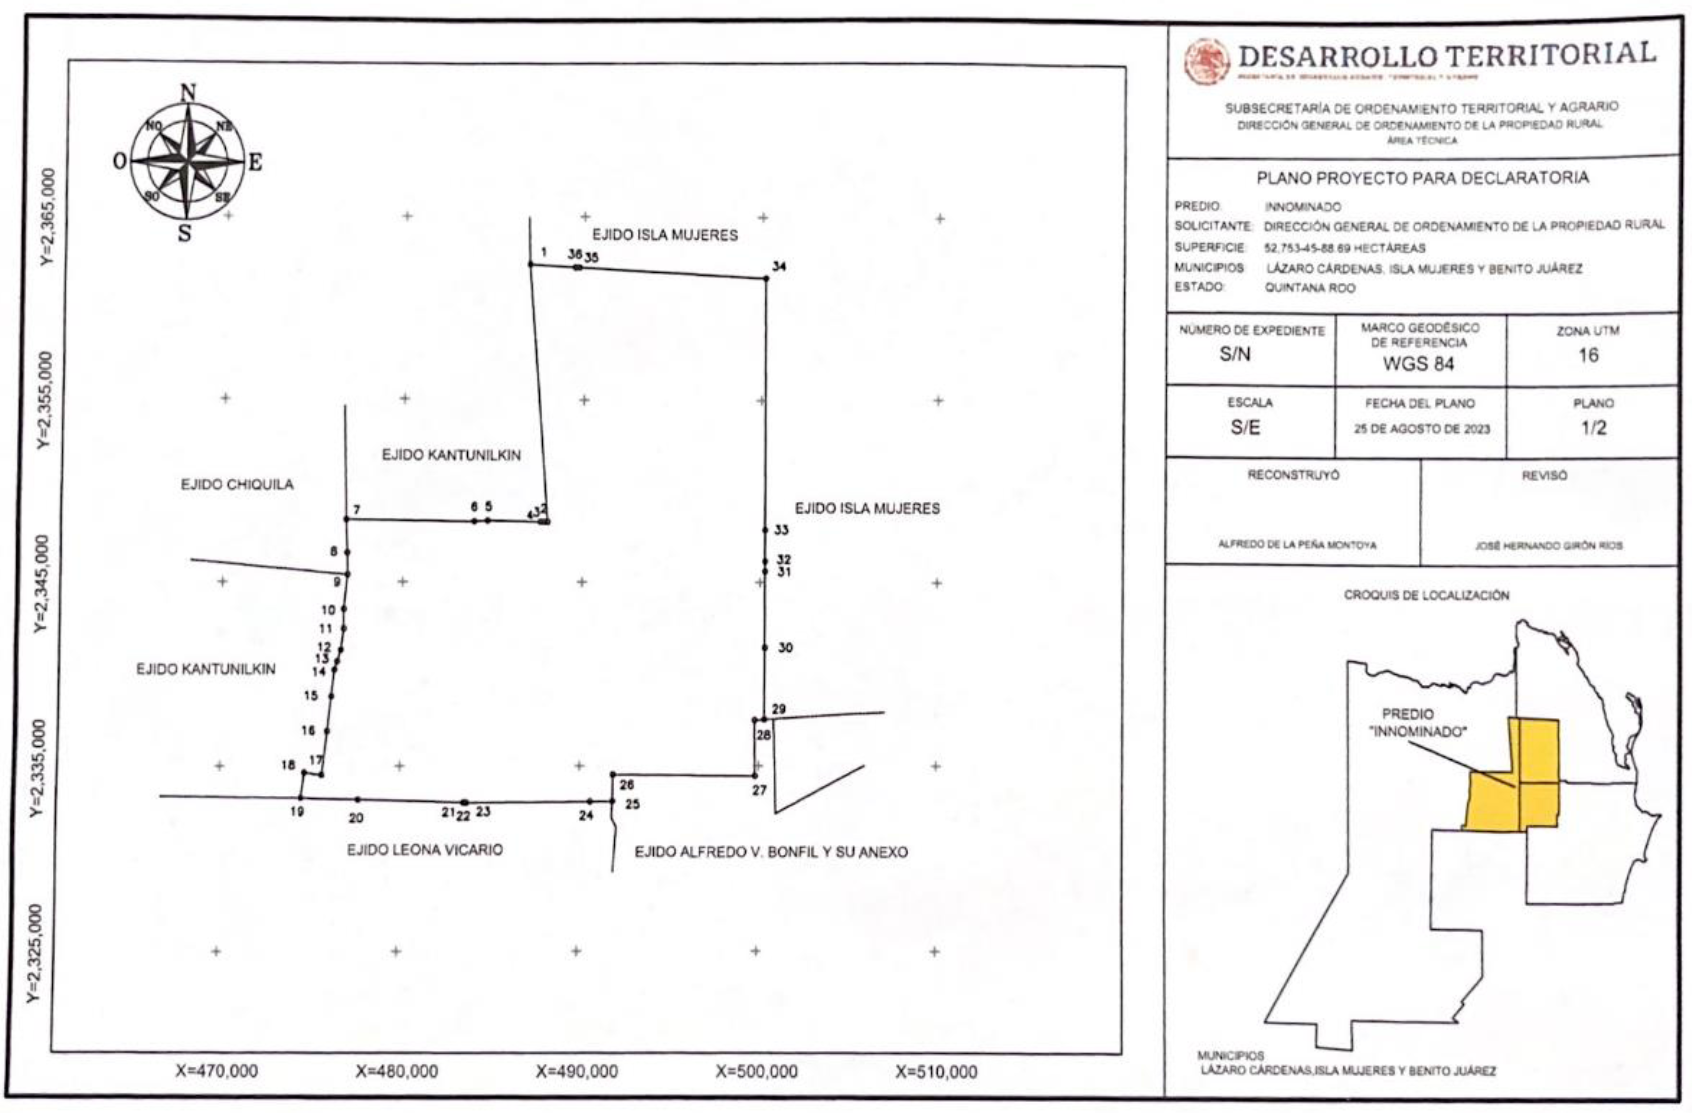 N
NO
NE
O
E
SO
SE
S
Y=2,365,000
Y=2,355,000
Y=2,345,000
Y=2,335,000
Y=2,325,000
X=470,000
X=480,000
X=490,000
X=500,000
X=510,000
EJIDO ISLA MUJERES
1
36
35
34
EJIDO KANTUNILKIN
EJIDO CHIQUILA
7
6
5
4
3
2
EJIDO ISLA MUJERES
33
32
31
8
9
10
11
12
13
14
15
16
17
18
19
EJIDO KANTUNILKIN
30
29
28
27
26
25
24
23
22
21
20
EJIDO LEONA VICARIO
EJIDO ALFREDO V. BONFIL Y SU ANEXO
DESARROLLO TERRITORIAL
SUBSECRETARÍA DE ORDENAMIENTO TERRITORIAL Y AGRARIO
DIRECCIÓN GENERAL DE ORDENAMIENTO DE LA PROPIEDAD RURAL
ÁREA TÉCNICA
PLANO PROYECTO PARA DECLARATORIA
PREDIO: INNOMINADO
SOLICITANTE: DIRECCIÓN GENERAL DE ORDENAMIENTO DE LA PROPIEDAD RURAL
SUPERFICIE: 52,753-45-88.69 HECTÁREAS
MUNICIPIOS LÁZARO CÁRDENAS, ISLA MUJERES Y BENITO JUÁREZ
ESTADO: QUINTANA ROO
NÚMERO DE EXPEDIENTE
S/N
MARCO GEODÉSICO
DE REFERENCIA
WGS 84
ZONA UTM
16
ESCALA
S/E
FECHA DEL PLANO
25 DE AGOSTO DE 2023
PLANO
1/2
RECONSTRUYÓ
ALFREDO DE LA PEÑA MONTOYA
REVISÓ
JOSÉ HERNANDO GIRÓN RIOS
CROQUIS DE LOCALIZACIÓN
PREDIO
"INNOMINADO"
MUNICIPIOS
LÁZARO CÁRDENAS,ISLA MUJERES Y BENITO JUÁREZ